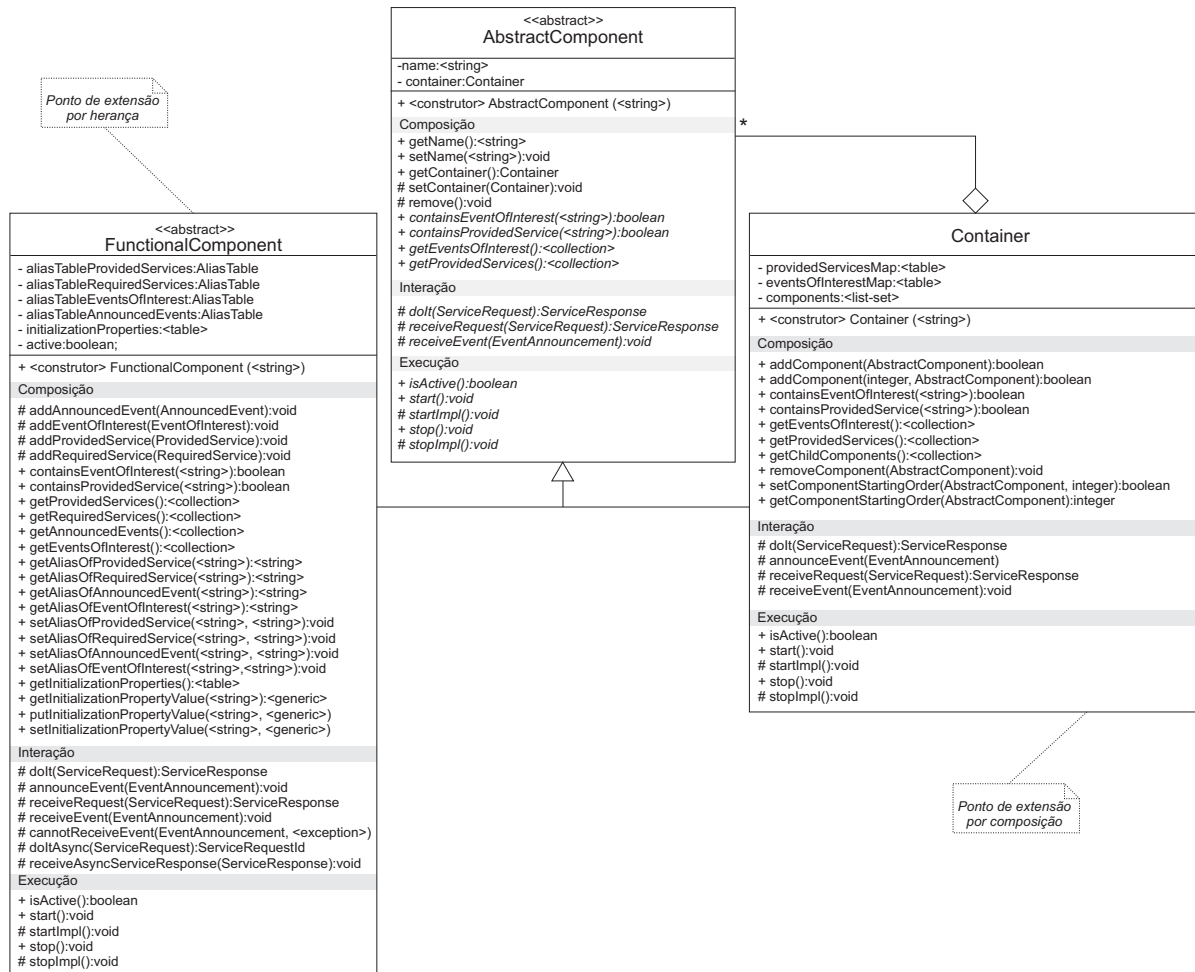 <<abstract>>
AbstractComponent
-name:<string>
- container:Container
+ <construtor> AbstractComponent (<string>)
Composição
+ getName():<string>
+ setName(<string>):void
+ getContainer():Container
# setContainer(Container):void
# remove():void
+ containsEventOfInterest(<string>):boolean
+ containsProvidedService(<string>):boolean
+ getEventsOfInterest():<collection>
+ getProvidedServices():<collection>
Interação
# doIt(ServiceRequest):ServiceResponse
# receiveRequest(ServiceRequest):ServiceResponse
# receiveEvent(EventAnnouncement):void
Execução
+ isActive():boolean
+ start():void
# startImpl():void
+ stop():void
# stopImpl():void
*
Ponto de extensão
por herança
<<abstract>>
FunctionalComponent
- aliasTableProvidedServices:AliasTable
- aliasTableRequiredServices:AliasTable
- aliasTableEventsOfInterest:AliasTable
- aliasTableAnnouncedEvents:AliasTable
- initializationProperties:<table>
- active:boolean;
+ <construtor> FunctionalComponent (<string>)
Composição
# addAnnouncedEvent(AnnouncedEvent):void
# addEventOfInterest(EventOfInterest):void
# addProvidedService(ProvidedService):void
# addRequiredService(RequiredService):void
+ containsEventOfInterest(<string>):boolean
+ containsProvidedService(<string>):boolean
+ getProvidedServices():<collection>
+ getRequiredServices():<collection>
+ getAnnouncedEvents():<collection>
+ getEventsOfInterest():<collection>
+ getAliasOfProvidedService(<string>):<string>
+ getAliasOfRequiredService(<string>):<string>
+ getAliasOfAnnouncedEvent(<string>):<string>
+ getAliasOfEventOfInterest(<string>):<string>
+ setAliasOfProvidedService(<string>, <string>):void
+ setAliasOfRequiredService(<string>, <string>):void
+ setAliasOfAnnouncedEvent(<string>, <string>):void
+ setAliasOfEventOfInterest(<string>,<string>):void
+ getInitializationProperties():<table>
+ getInitializationPropertyValue(<string>):<generic>
+ putInitializationPropertyValue(<string>, <generic>)
+ setInitializationPropertyValue(<string>, <generic>)
Interação
# doIt(ServiceRequest):ServiceResponse
# announceEvent(EventAnnouncement):void
# receiveRequest(ServiceRequest):ServiceResponse
# receiveEvent(EventAnnouncement):void
# cannotReceiveEvent(EventAnnouncement, <exception>)
# doItAsync(ServiceRequest):ServiceRequestId
# receiveAsyncServiceResponse(ServiceResponse):void
Execução
+ isActive():boolean
+ start():void
# startImpl():void
+ stop():void
# stopImpl():void
Container
- providedServicesMap:<table>
- eventsOfInterestMap:<table>
- components:<list-set>
+ <construtor> Container (<string>)
Composição
+ addComponent(AbstractComponent):boolean
+ addComponent(integer, AbstractComponent):boolean
+ containsEventOfInterest(<string>):boolean
+ containsProvidedService(<string>):boolean
+ getEventsOfInterest():<collection>
+ getProvidedServices():<collection>
+ getChildComponents():<collection>
+ removeComponent(AbstractComponent):void
+ setComponentStartingOrder(AbstractComponent, integer):boolean
+ getComponentStartingOrder(AbstractComponent):integer
Interação
# doIt(ServiceRequest):ServiceResponse
# announceEvent(EventAnnouncement)
# receiveRequest(ServiceRequest):ServiceResponse
# receiveEvent(EventAnnouncement):void
Execução
+ isActive():boolean
+ start():void
# startImpl():void
+ stop():void
# stopImpl():void
Ponto de extensão
por composição